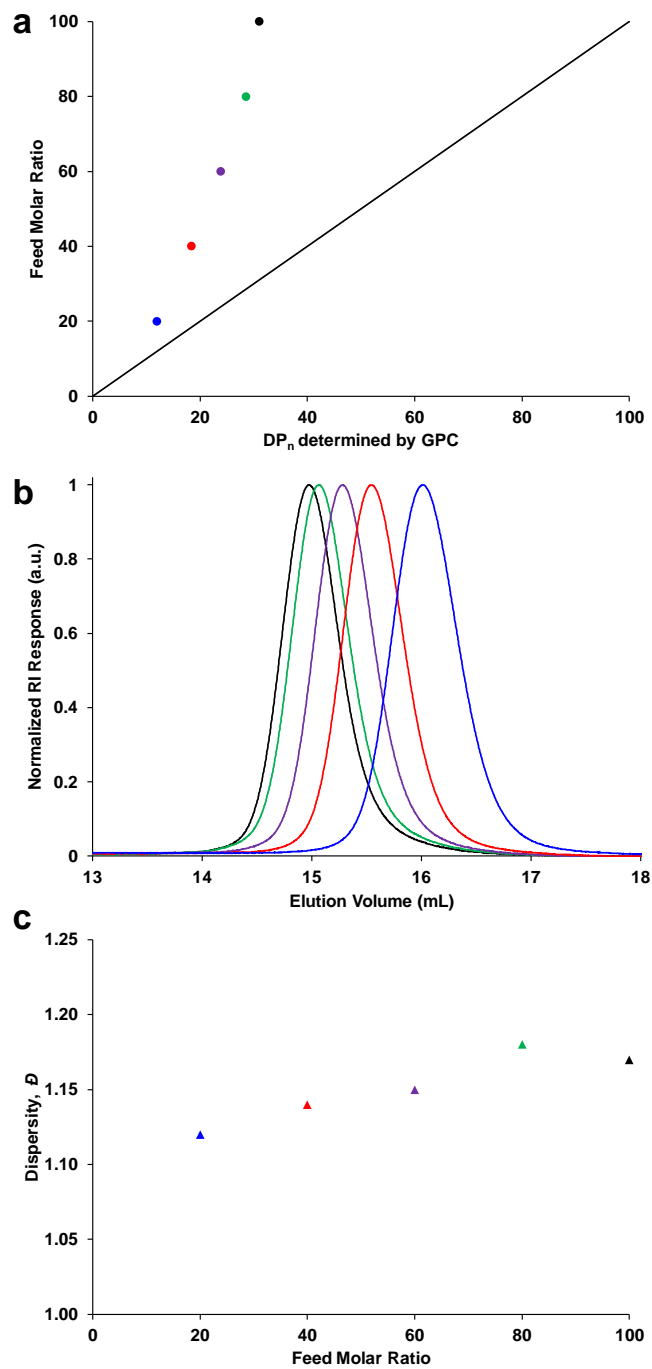 a
100
80
60
40
20
0
Feed Molar Ratio
0 20 40 60 80 100
DPn determined by GPC
b
1
0.8
0.6
0.4
0.2
0
Normalized RI Response (a.u.)
13 14 15 16 17 18
Elution Volume (mL)
c
1.25
1.20
1.15
1.10
1.05
1.00
Dispersity, Đ
0 20 40 60 80 100
Feed Molar Ratio